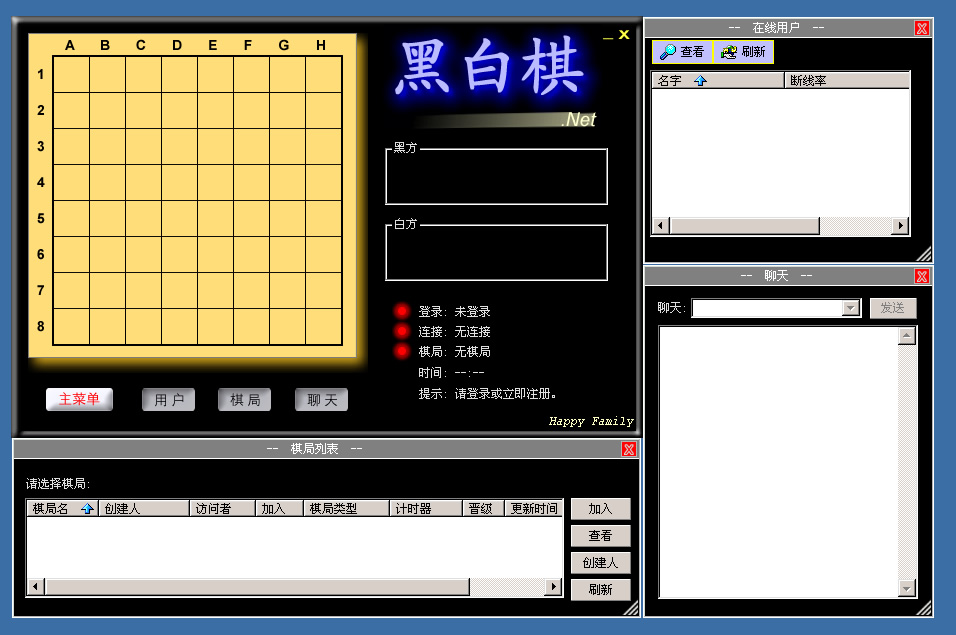 A B C D E F G H
1
2
3
4
5
6
7
8
_ X
黑白棋
.Net
黑方
白方
登录: 未登录
连接: 无连接
棋局: 无棋局
时间: --:--
提示: 请登录或立即注册。
主菜单 用户 棋局 聊天
Happy Family
-- 在线用户 --
查看 刷新
名字 断线率
-- 聊天 --
聊天: 发送
-- 棋局列表 --
请选择棋局:
棋局名 创建人 访问者 加入 棋局类型 计时器 晋级 更新时间
加入
查看
创建人
刷新